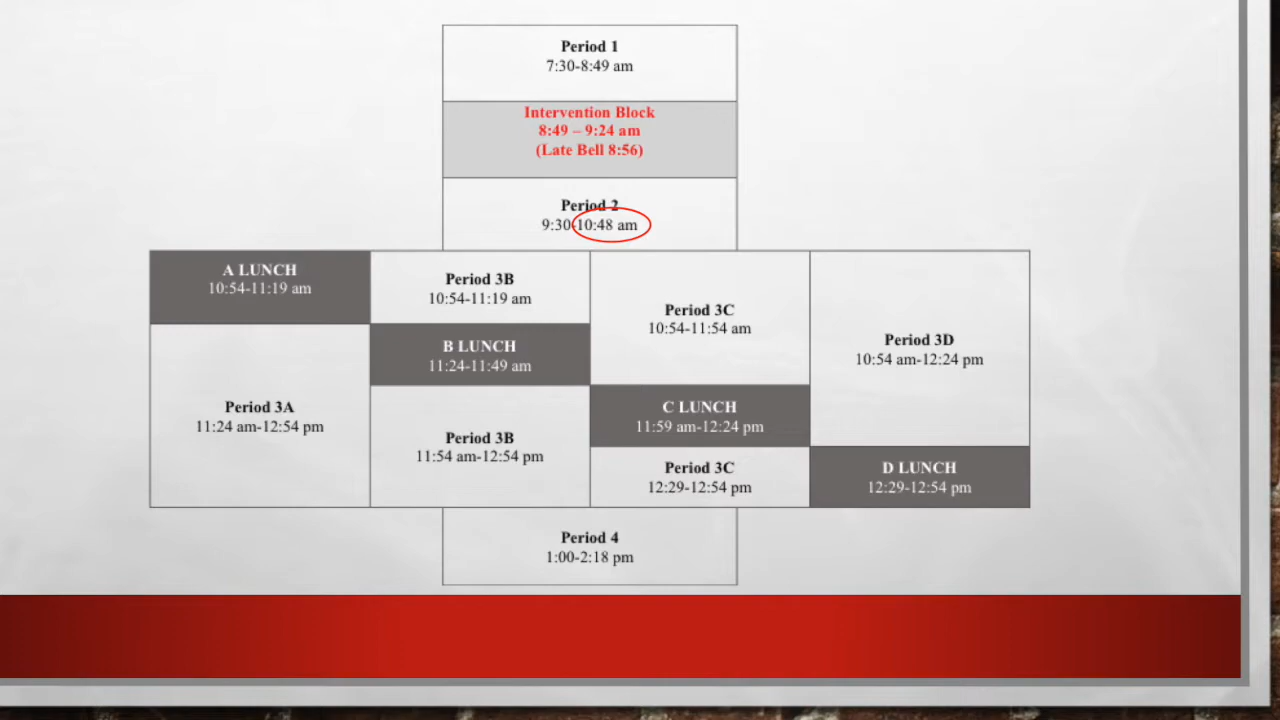 Period 1
7:30-8:49 am
Intervention Block
8:49 – 9:24 am
(Late Bell 8:56)
Period 2
9:30-10:48 am
A LUNCH
10:54-11:19 am
Period 3A
11:24 am-12:54 pm
Period 3B
10:54-11:19 am
B LUNCH
11:24-11:49 am
Period 3B
11:54 am-12:54 pm
Period 3C
10:54-11:54 am
C LUNCH
11:59 am-12:24 pm
Period 3C
12:29-12:54 pm
Period 3D
10:54 am-12:24 pm
D LUNCH
12:29-12:54 pm
Period 4
1:00-2:18 pm